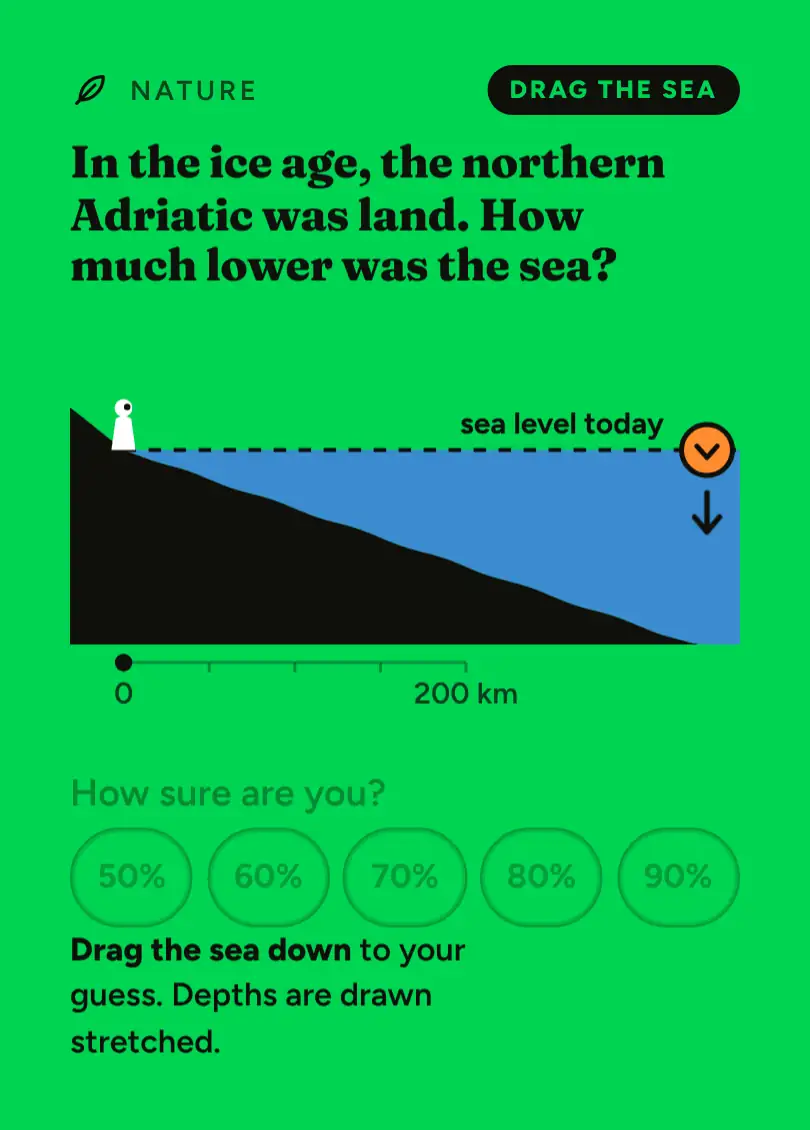 NATURE
DRAG THE SEA
In the ice age, the northern
Adriatic was land. How
much lower was the sea?
sea level today
0
200 km
How sure are you?
50%
60%
70%
80%
90%
Drag the sea down to your
guess. Depths are drawn
stretched.